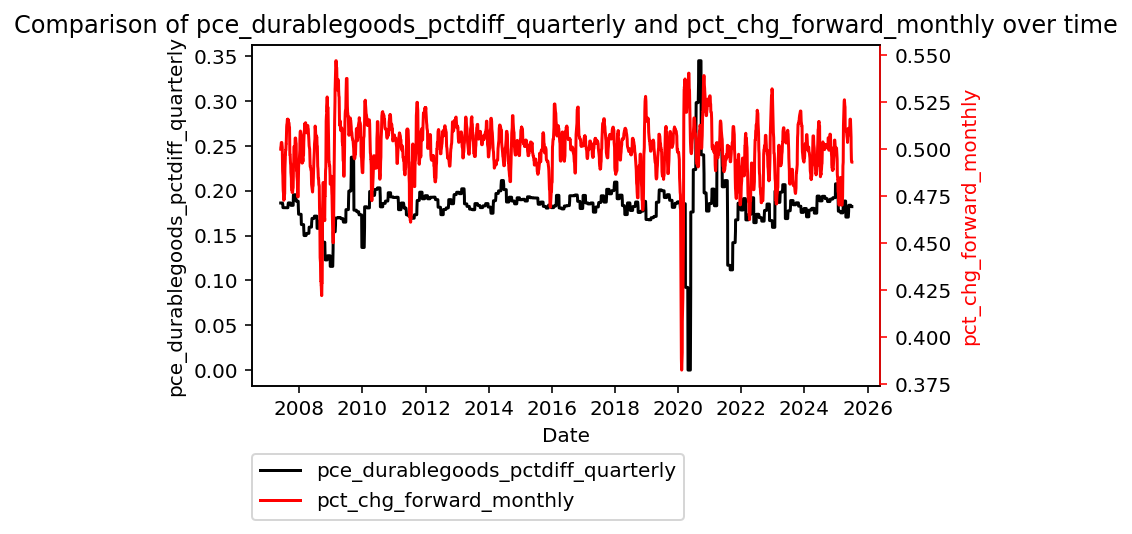 Comparison of pce_durablegoods_pctdiff_quarterly and pct_chg_forward_monthly over time
pce_durablegoods_pctdiff_quarterly
0.35
0.30
0.25
0.20
0.15
0.10
0.05
0.00
0.550
0.525
0.500
0.475
0.450
0.425
0.400
0.375
pct_chg_forward_monthly
2008 2010 2012 2014 2016 2018 2020 2022 2024 2026
Date
pce_durablegoods_pctdiff_quarterly
pct_chg_forward_monthly